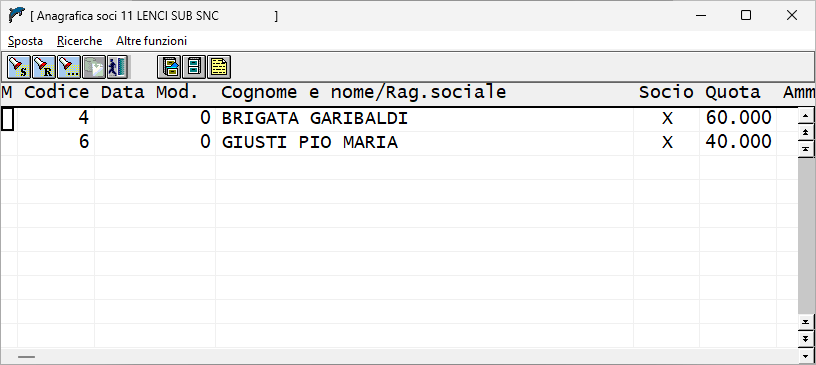 [ Anagrafica soci 11 LENCI SUB SNC ]
Sposta Ricerche Altre funzioni
S R ...
M Codice Data Mod. Cognome e nome/Rag.sociale Socio Quota Amm
4 0 BRIGATA GARIBALDI X 60.000
6 0 GIUSTI PIO MARIA X 40.000